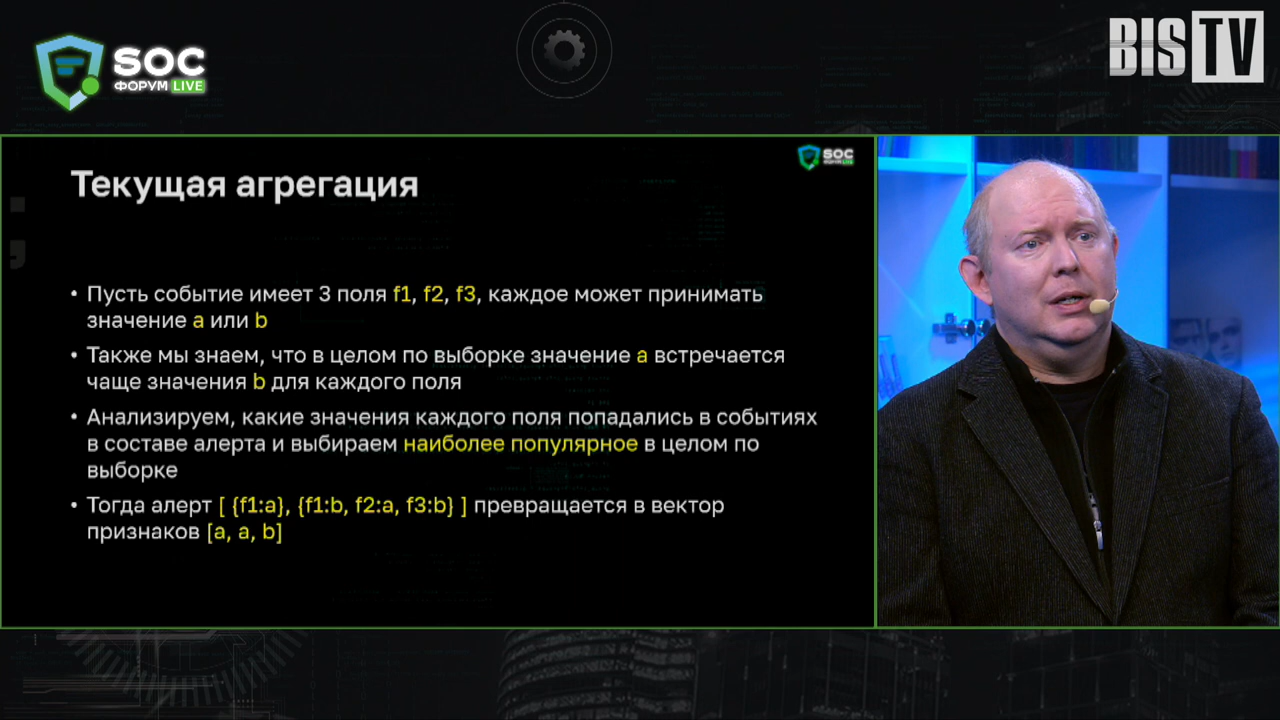 SOC
ФОРУМ LIVE
BIS TV
SOC
ФОРУМ LIVE
Текущая агрегация
• Пусть событие имеет 3 поля f1, f2, f3, каждое может принимать
значение a или b
• Также мы знаем, что в целом по выборке значение a встречается
чаще значения b для каждого поля
• Анализируем, какие значения каждого поля попадались в событиях
в составе алерта и выбираем наиболее популярное в целом по
выборке
• Тогда алерт [ {f1:a}, {f1:b, f2:a, f3:b} ] превращается в вектор
признаков [a, a, b]